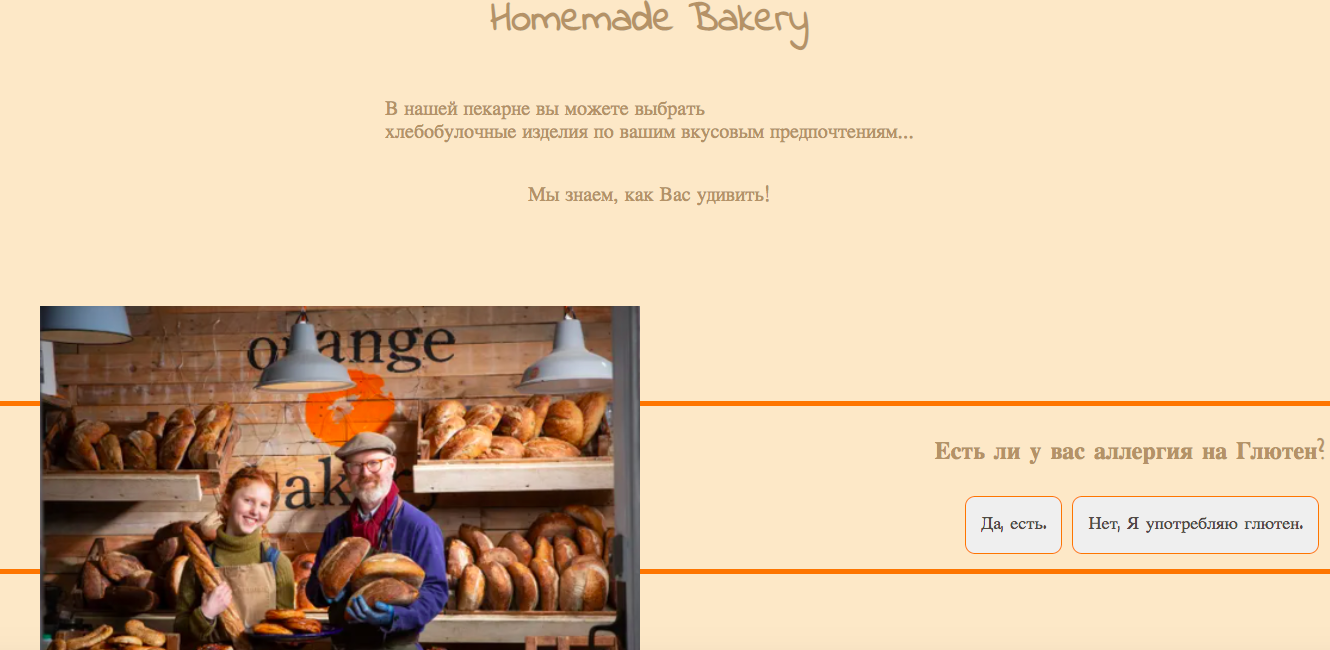 Homemade Bakery
В нашей пекарне вы можете выбрать
хлебобулочные изделия по вашим вкусовым предпочтениям...
Мы знаем, как Вас удивить!
orange
Есть ли у вас аллергия на Глютен?
Да, есть.
Нет, Я употребляю глютен.